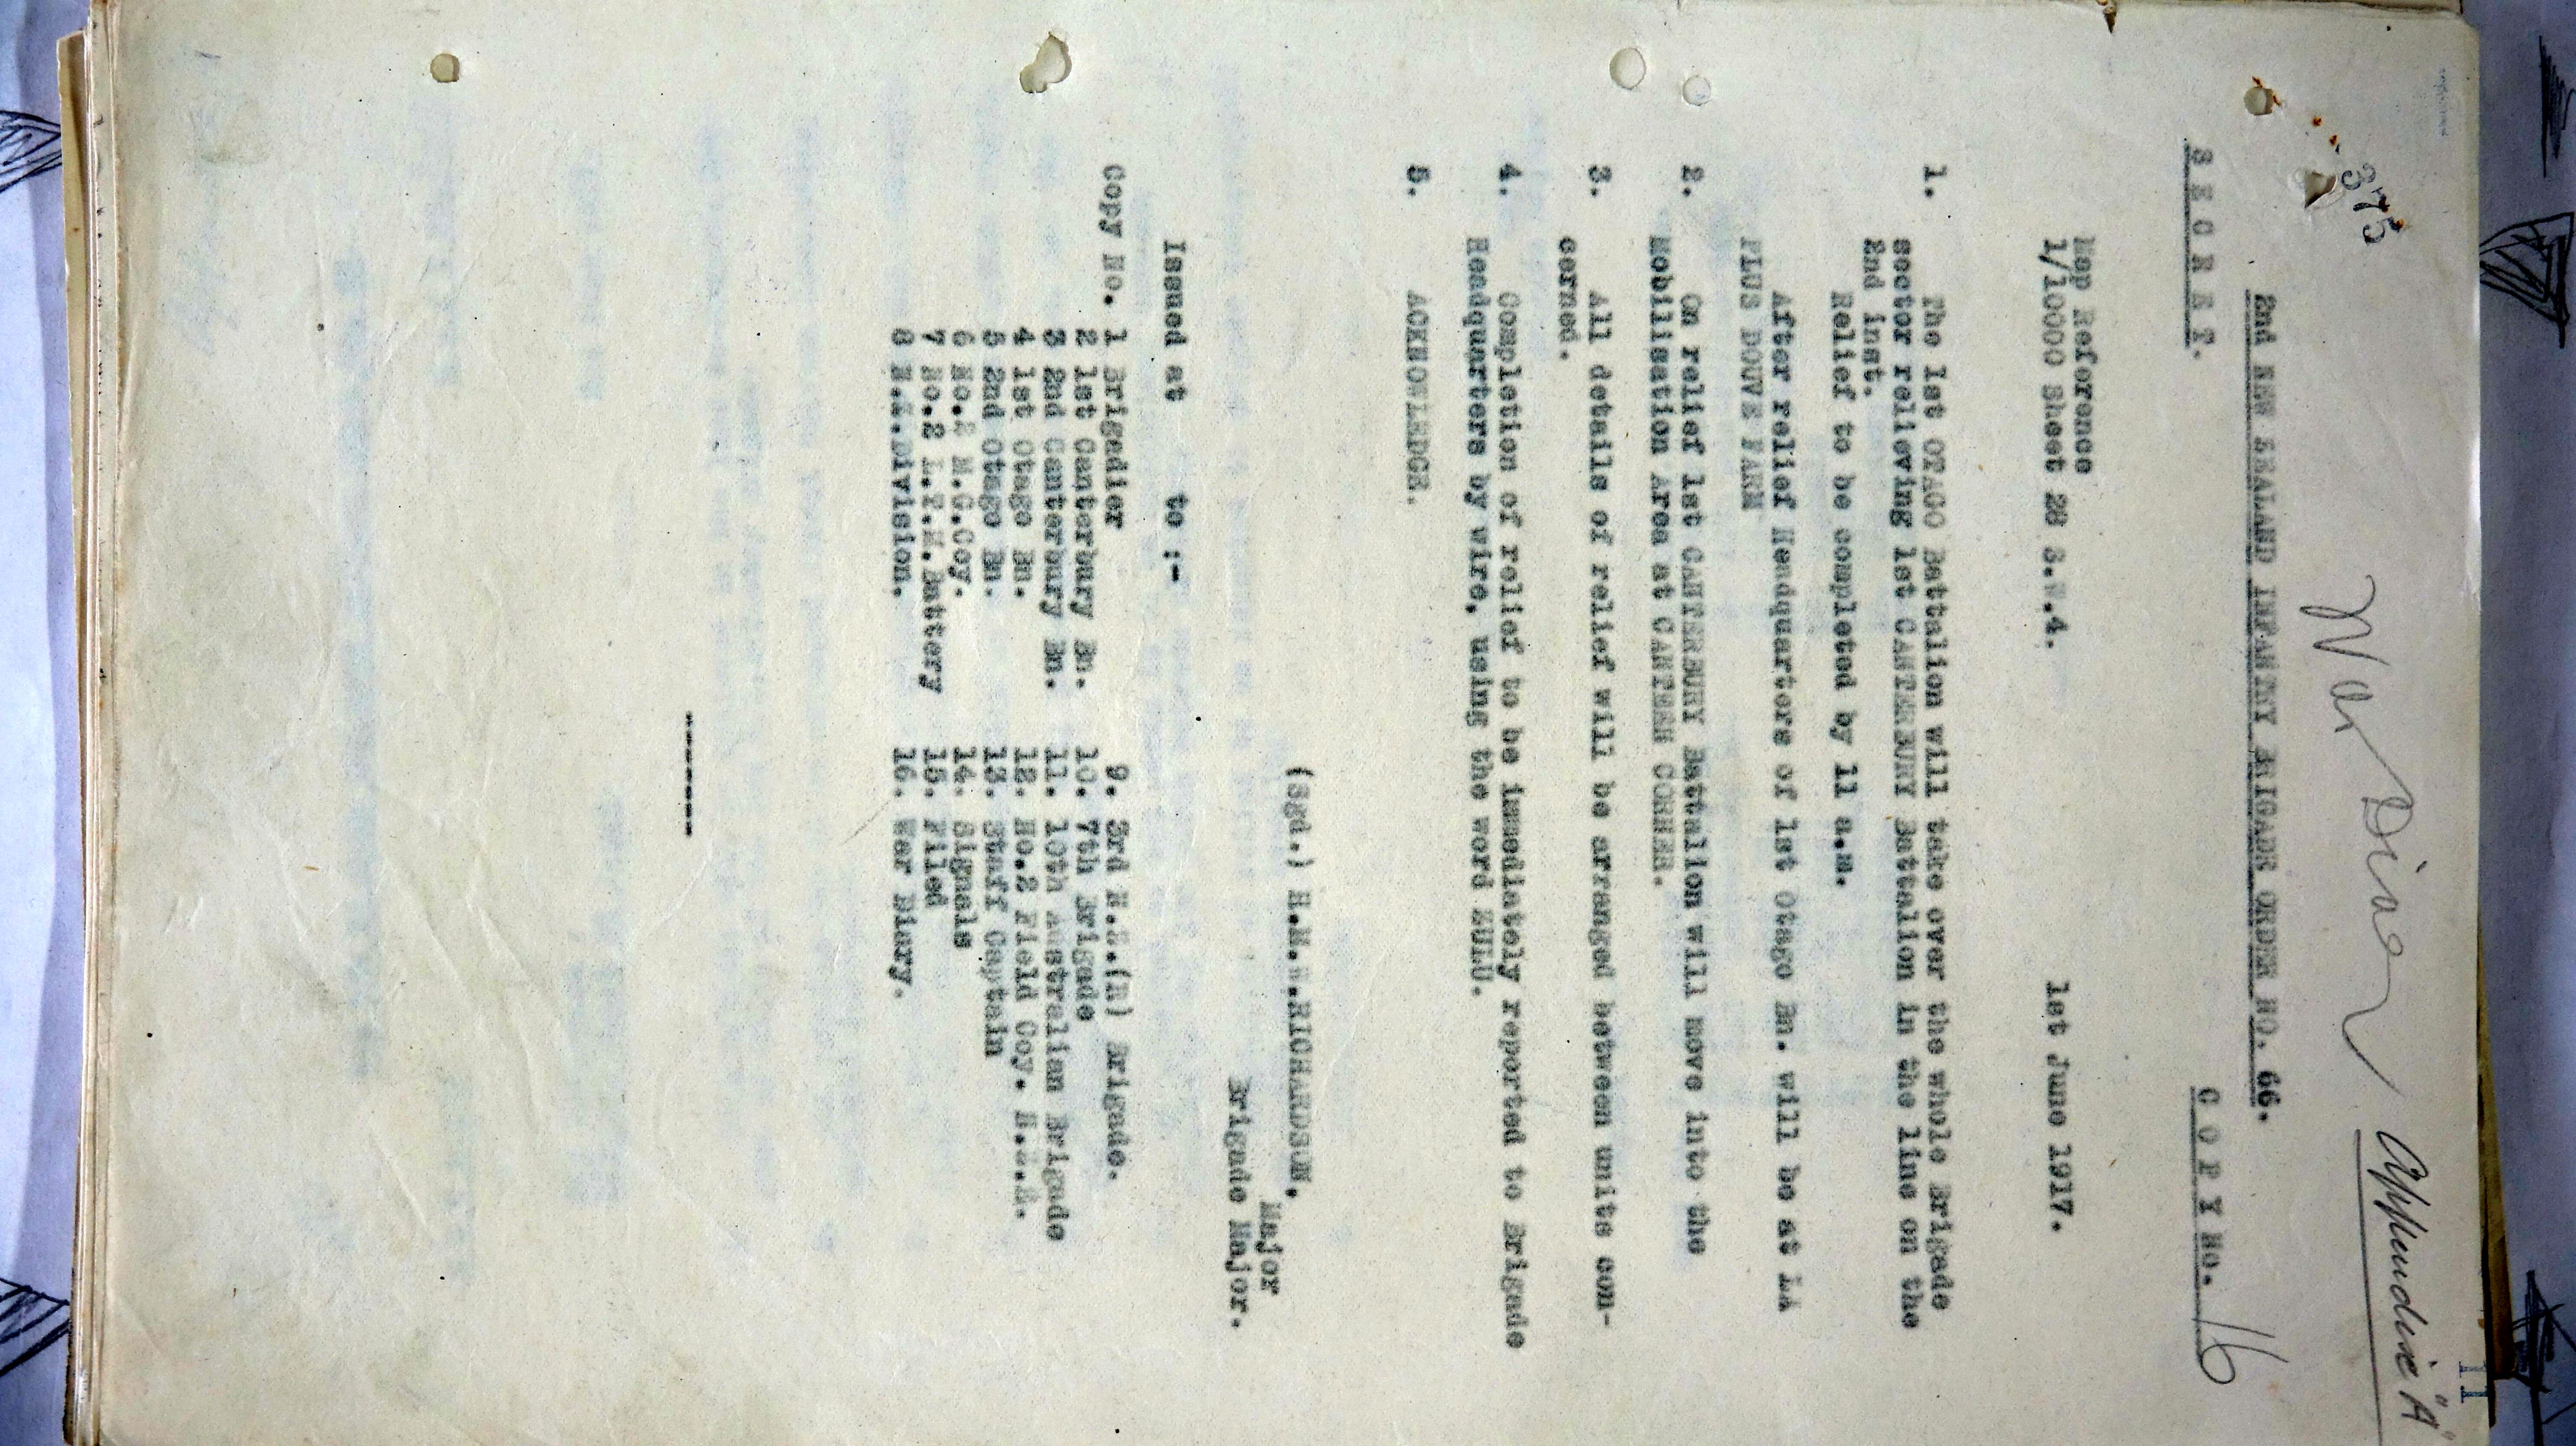 375
War Diary
Appendix "A"
11
2nd NEW ZEALAND INFANTRY BRIGADE ORDER NO. 66.
S E C R E T.
C O P Y No. 16
Map Reference
1/10000 Sheet 28 S.W.4.
1st June 1917.
1. The 1st OTAGO Battalion will take over the whole Brigade
sector relieving 1st CANTERBURY Battalion in the line on the
2nd inst.
Relief to be completed by 11 a.m.
After relief Headquarters of 1st Otago Bn. will be at LA
PLUS DOUVE FARM
2. On relief 1st CANTERBURY Battalion will move into the
Mobilisation Area at CANTEEN CORNER.
3. All details of relief will be arranged between units con-
cerned.
4. Completion of relief to be immediately reported to Brigade
Headquarters by wire, using the word ZULU.
5. ACKNOWLEDGE.
(Sgd.) H.M.W.RICHARDSON,
Major
Brigade Major.
Issued at to :-
Copy No. 1 Brigadier
2 1st Canterbury Bn.
3 2nd Canterbury Bn.
4 1st Otago Bn.
5 2nd Otago Bn.
6 No.2 M.G.Coy.
7 No.2 L.T.M.Battery
8 N.Z.Division.
9. 3rd N.Z.(R) Brigade.
10. 7th Brigade
11. 10th Australian Brigade
12. No.2 Field Coy. N.Z.E.
13. Staff Captain
14. Signals
15. Filed
16. War Diary.
--------